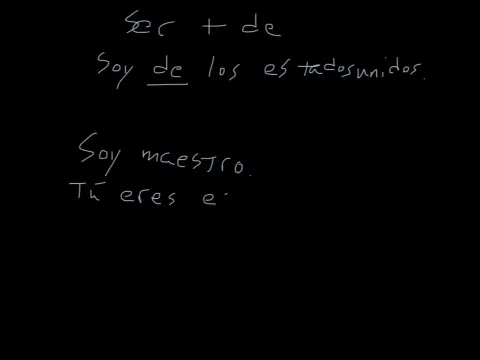 Ser + de
Soy de los estadosunidos.
Soy maestro.
Tú eres e